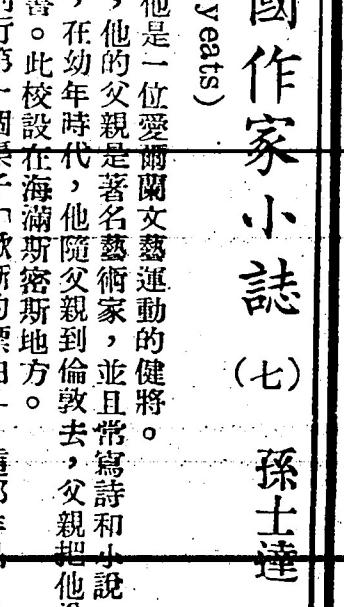 國作家小誌（七） 孫士達
yeats)
他是一位愛爾蘭文藝運動的健將。
，他的父親是著名藝術家，並且常寫詩和小說
，在幼年時代，他隨父親到倫敦去，父親把他
書。此校設在海滿斯密斯地方。
第一個集子「